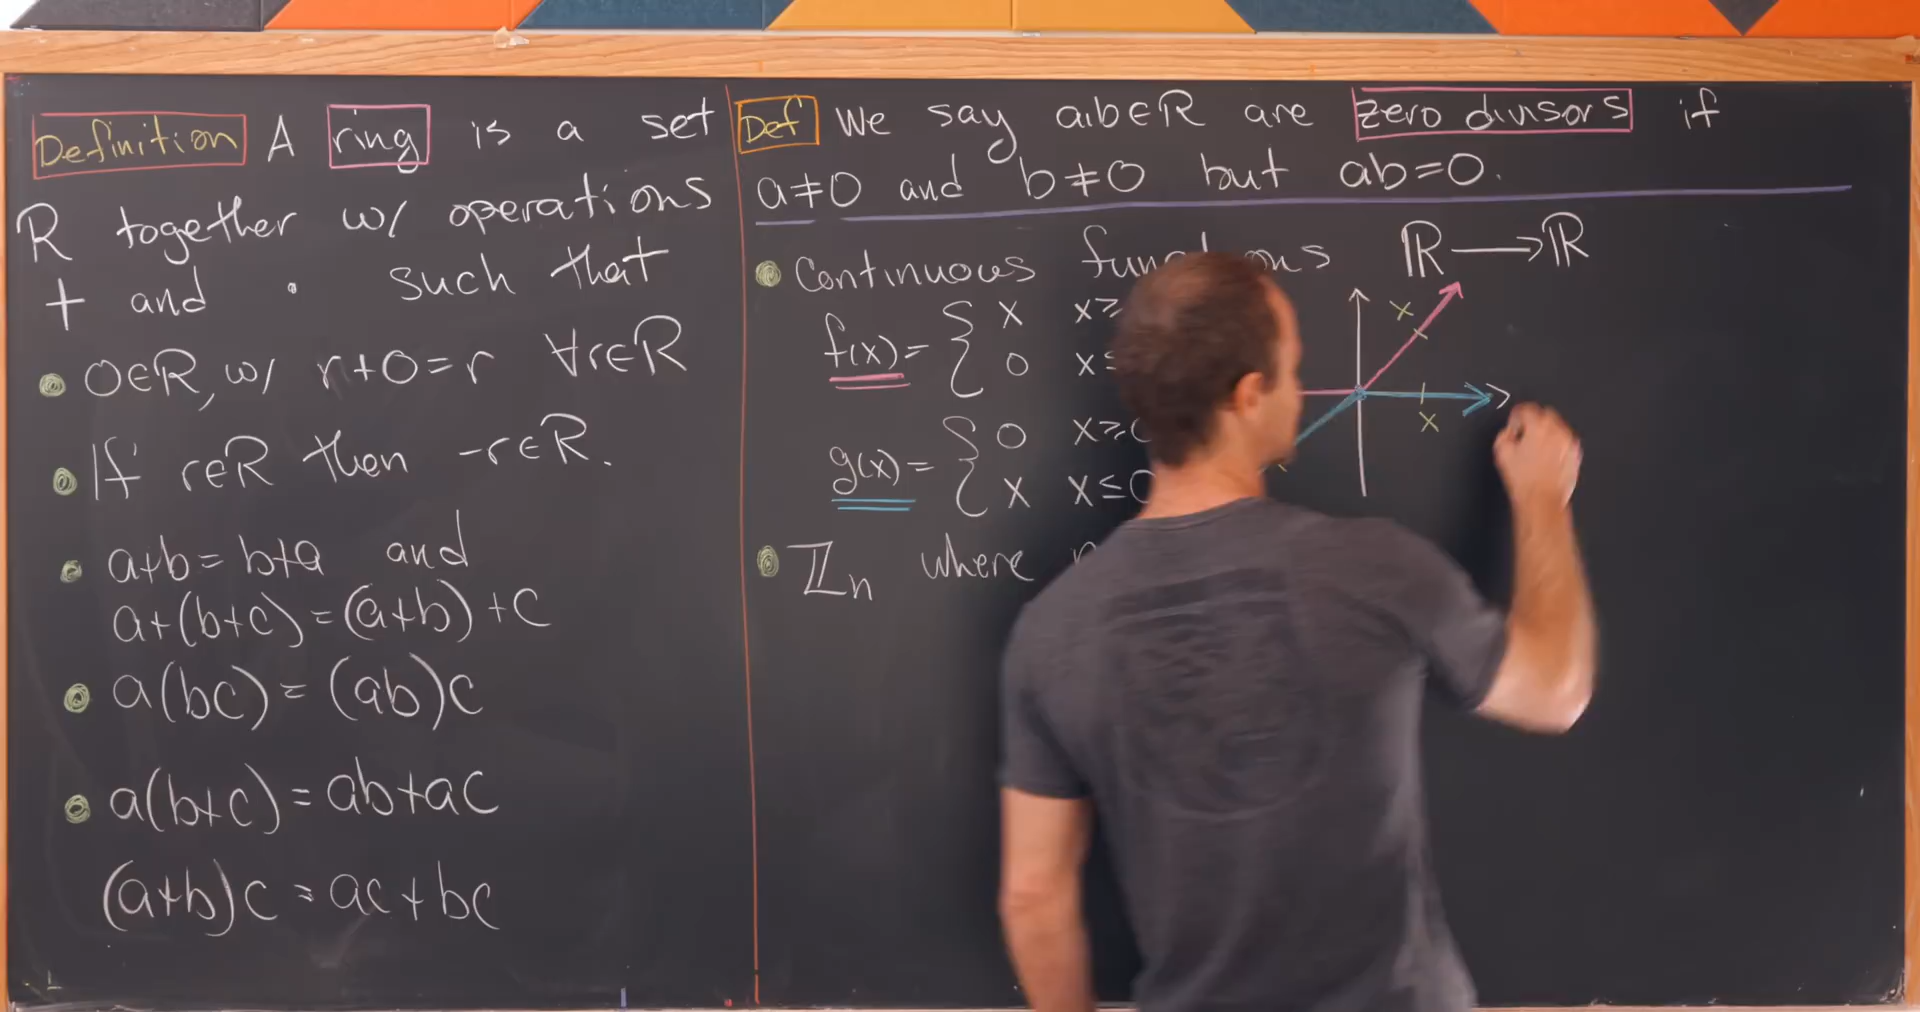 Definition A ring is a set
R together w/ operations
+ and · such that
0∈R, w/ r+0=r ∀r∈R
If r∈R then -r∈R.
a+b=b+a and
a+(b+c)=(a+b)+c
a(bc)=(ab)c
a(b+c)=ab+ac
(a+b)c=ac+bc
Def We say a,b∈R are zero divisors if
a≠0 and b≠0 but ab=0.
Continuous ℝ→ℝ
f(x)= { x x≥
0 x≤
g(x)= { 0 x≥0
x x≤0
x
x
ℤn where